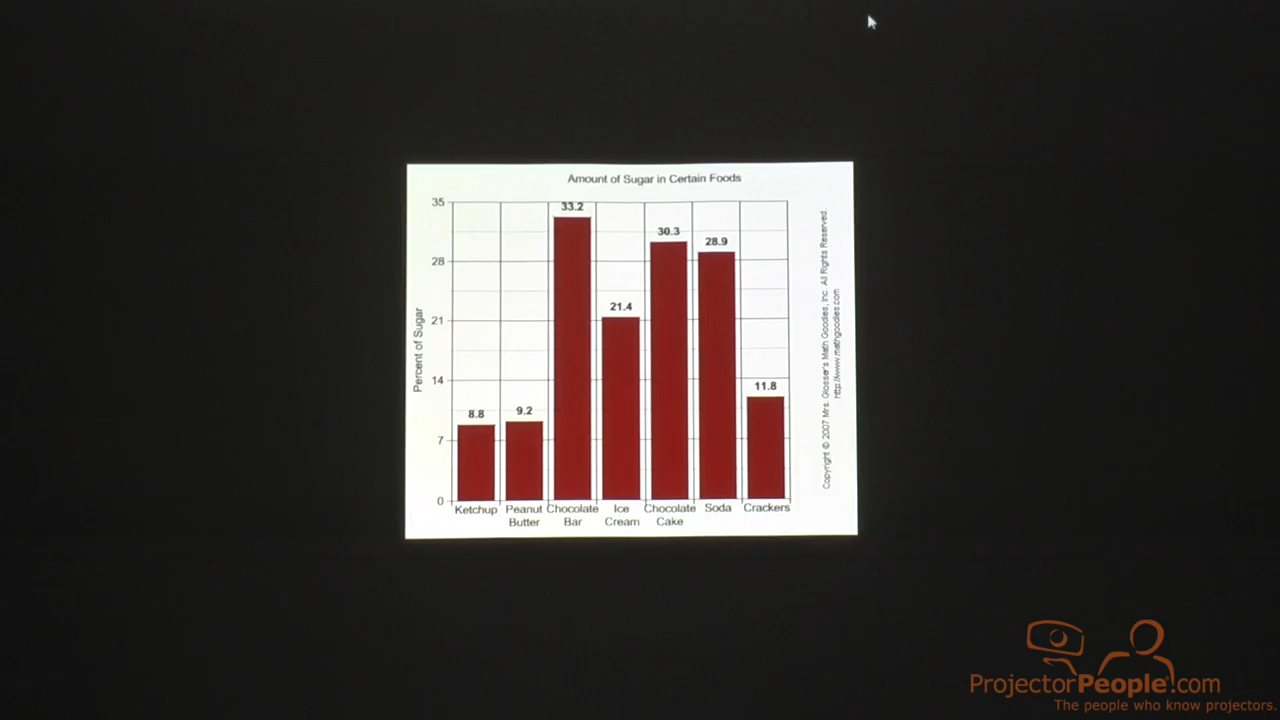 Amount of Sugar in Certain Foods
35
28
21
14
7
0
Percent of Sugar
8.8
9.2
33.2
21.4
30.3
28.9
11.8
Ketchup
Peanut
Butter
Chocolate
Bar
Ice
Cream
Chocolate
Cake
Soda
Crackers
Copyright © 2007 Mrs. Glosser's Math Goodies, Inc. All Rights Reserved.
http://www.mathgoodies.com
ProjectorPeople.com
The people who know projectors.